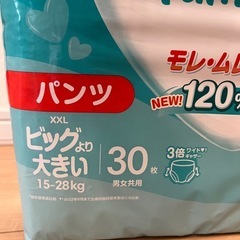 モレ・ムレ
パンツ
NEW! 120%
XXL
ビッグより
大きい
30枚
3倍 ワイド
ギャザー
15-28kg
男女共用